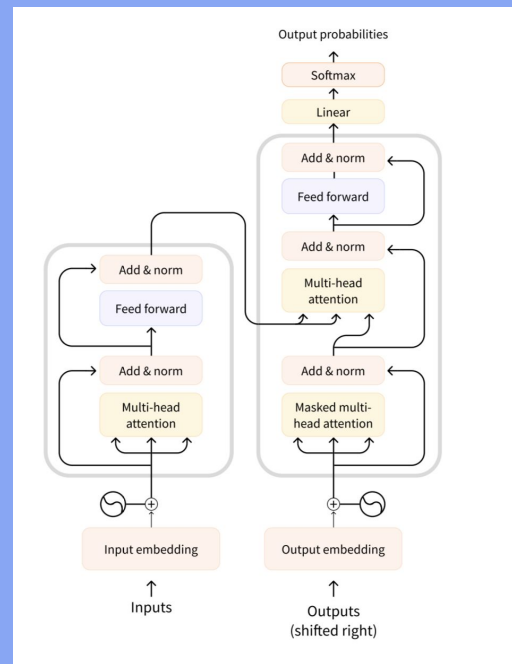 Output probabilities
Softmax
Linear
Add & norm
Feed forward
Add & norm
Multi-head
attention
Add & norm
Masked multi-
head attention
Add & norm
Feed forward
Add & norm
Multi-head
attention
Input embedding
Output embedding
Inputs
Outputs
(shifted right)